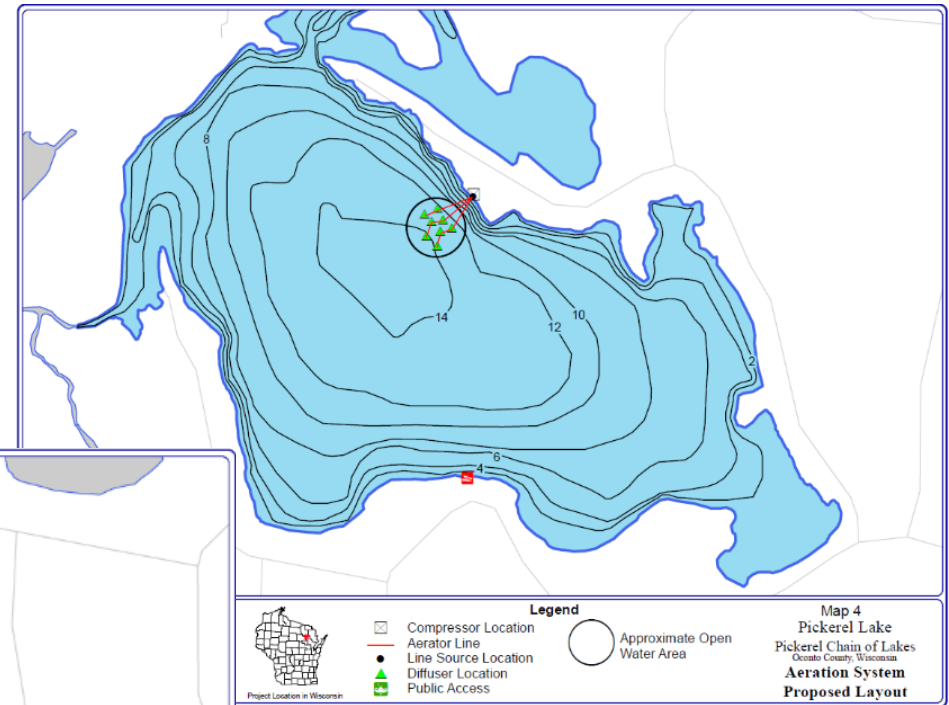 8
14
12
10
2
6
4
Legend
Compressor Location
Aerator Line
Line Source Location
Diffuser Location
Public Access
Approximate Open
Water Area
Project Location in Wisconsin
Map 4
Pickerel Lake
Pickerel Chain of Lakes
Oconto County, Wisconsin
Aeration System
Proposed Layout